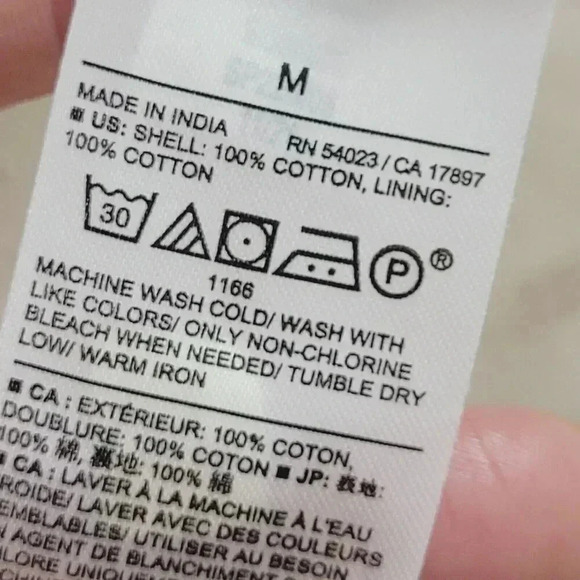 M
MADE IN INDIA RN 54023 / CA 17897
US: SHELL: 100% COTTON, LINING:
100% COTTON
30 P ®
1166
MACHINE WASH COLD/ WASH WITH
LIKE COLORS/ ONLY NON-CHLORINE
BLEACH WHEN NEEDED/ TUMBLE DRY
LOW/ WARM IRON
■ CA : EXTÉRIEUR: 100% COTON,
DOUBLURE: 100% COTON ■ JP: 表地:
100% 綿, 裏地: 100% 綿
■ CA : LAVER À LA MACHINE À L'EAU
ROIDE/ LAVER AVEC DES COULEURS
EMBLABLES/ UTILISER AU BESOIN
N AGENT DE BLANCHIMENT SANS